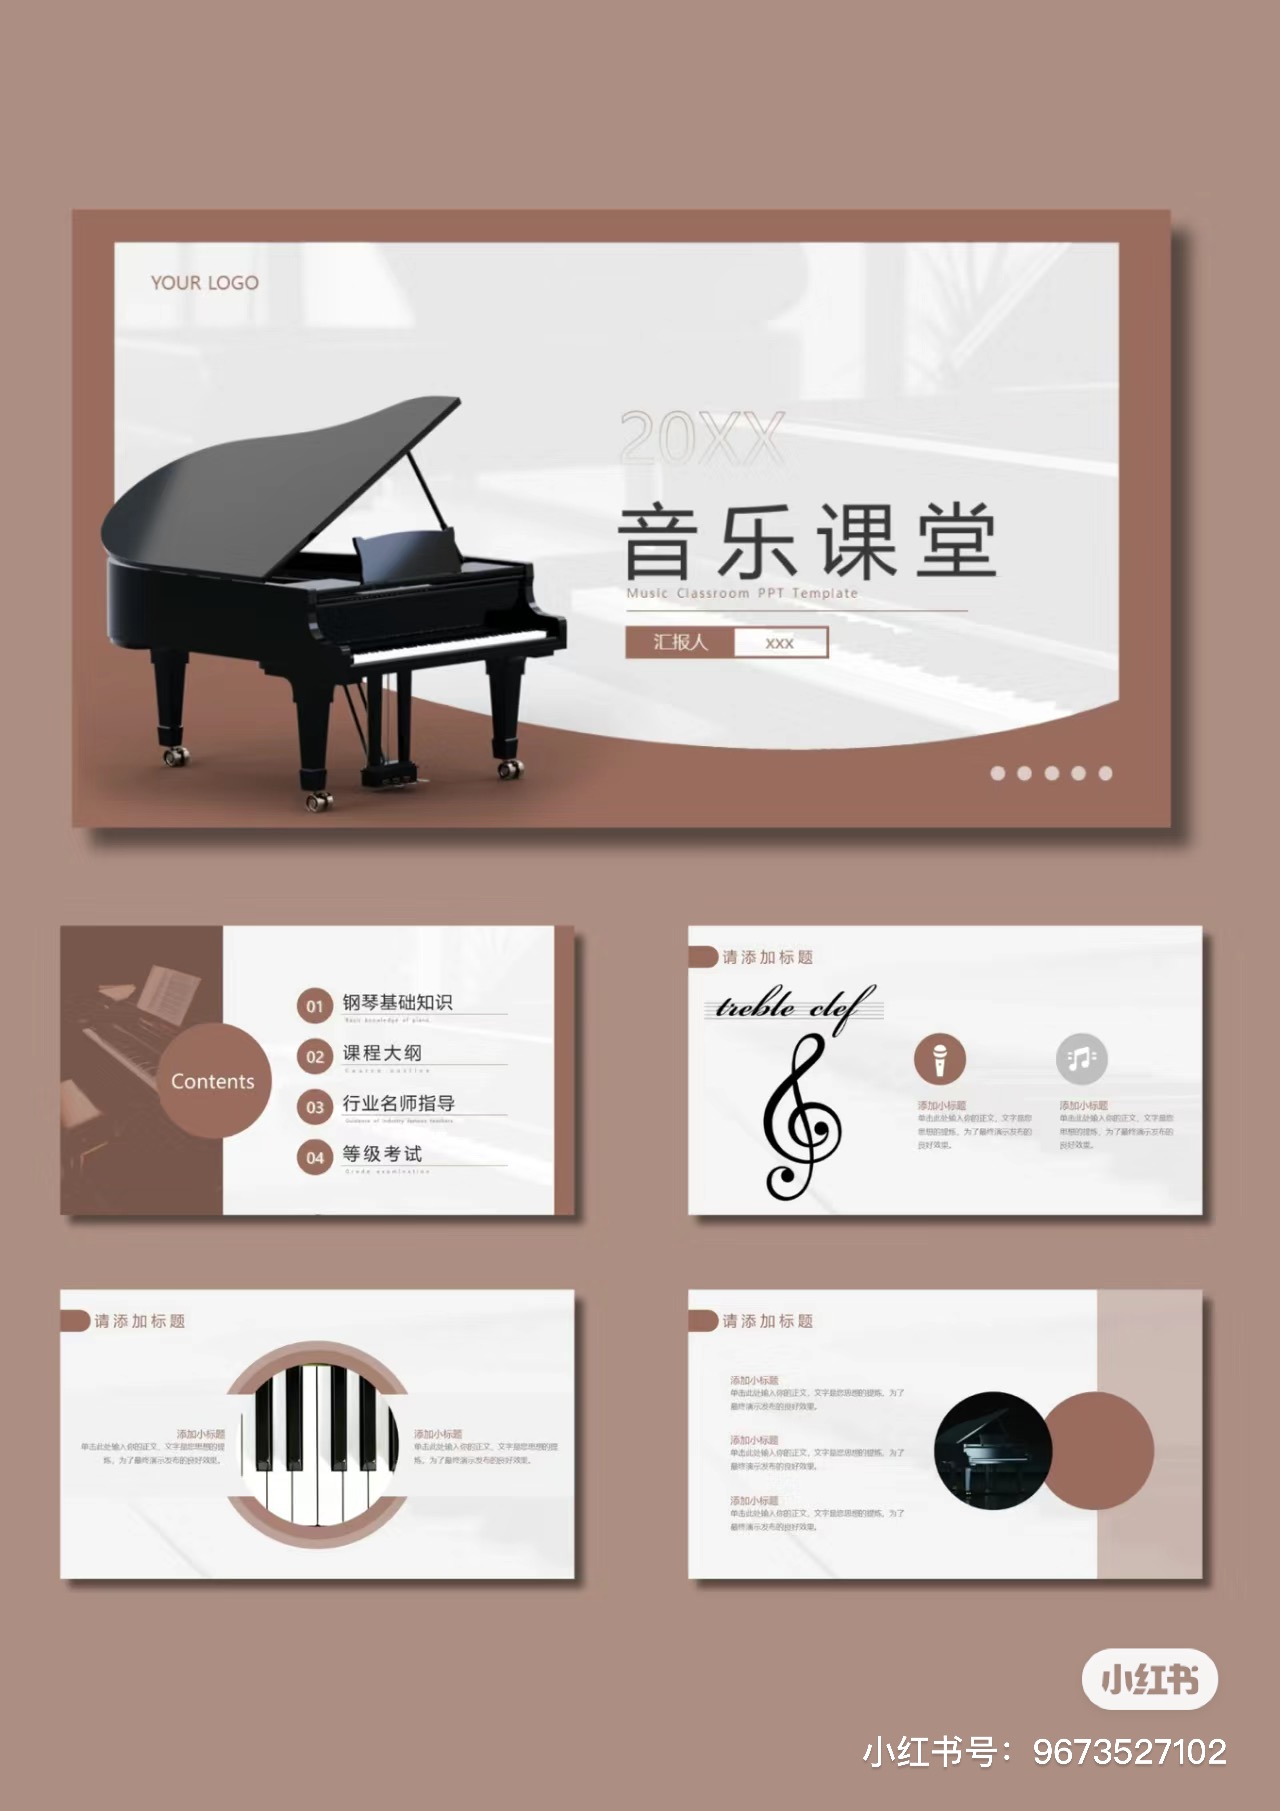 YOUR LOGO
20XX
音乐课堂
Music Classroom PPT Template
汇报人 XXX
Contents
01 钢琴基础知识
Basic knowledge of piano
02 课程大纲
Course outline
03 行业名师指导
Guidance of industry famous teachers
04 等级考试
Grade examination
请添加标题
treble clef
添加小标题
单击此处输入你的正文，文字是您
思想的提炼，为了最终演示发布的
良好效果。
添加小标题
单击此处输入你的正文，文字是您
思想的提炼，为了最终演示发布的
良好效果。
请添加标题
添加小标题
单击此处输入你的正文，文字是您思想的提
炼，为了最终演示发布的良好效果。
添加小标题
单击此处输入你的正文，文字是您思想的提
炼，为了最终演示发布的良好效果。
请添加标题
添加小标题
单击此处输入你的正文，文字是您思想的提炼，为了
最终演示发布的良好效果。
添加小标题
单击此处输入你的正文，文字是您思想的提炼，为了
最终演示发布的良好效果。
添加小标题
单击此处输入你的正文，文字是您思想的提炼，为了
最终演示发布的良好效果。
小红书
小红书号：9673527102